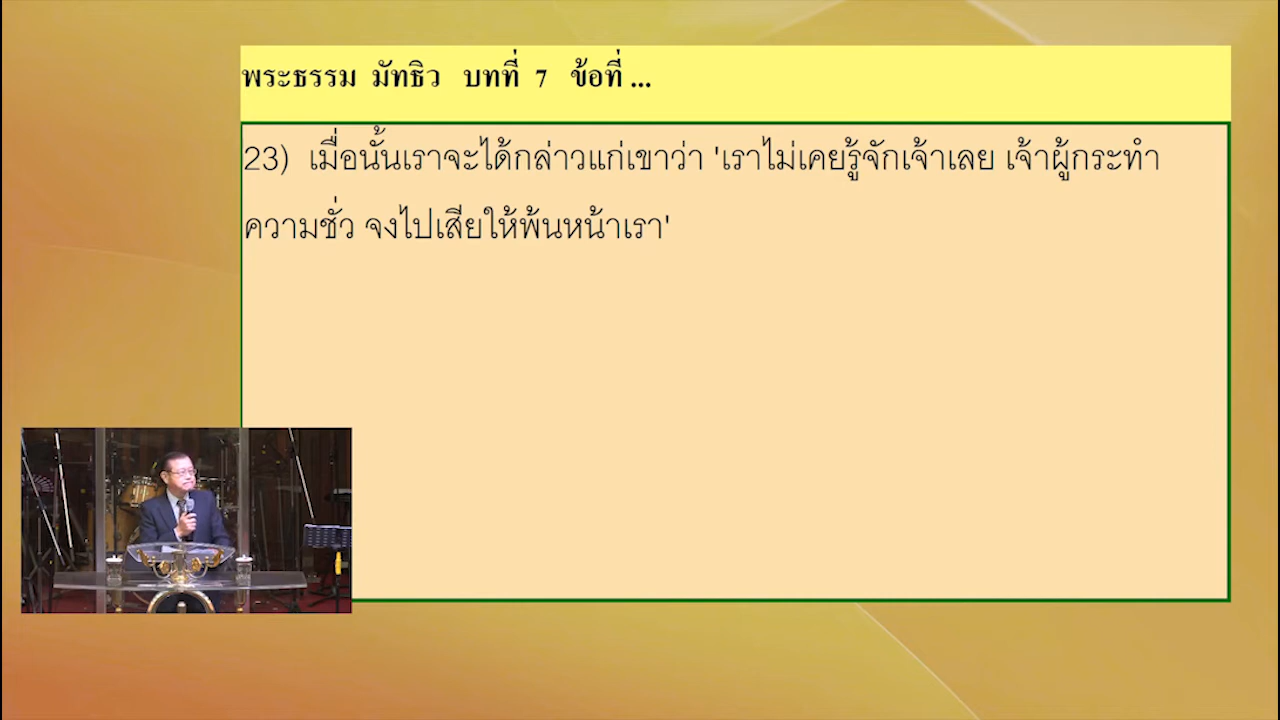 พระธรรม มัทธิว บทที่ 7 ข้อที่ ...
23) เมื่อนั้นเราจะได้กล่าวแก่เขาว่า 'เราไม่เคยรู้จักเจ้าเลย เจ้าผู้กระทำ
ความชั่ว จงไปเสียให้พ้นหน้าเรา'